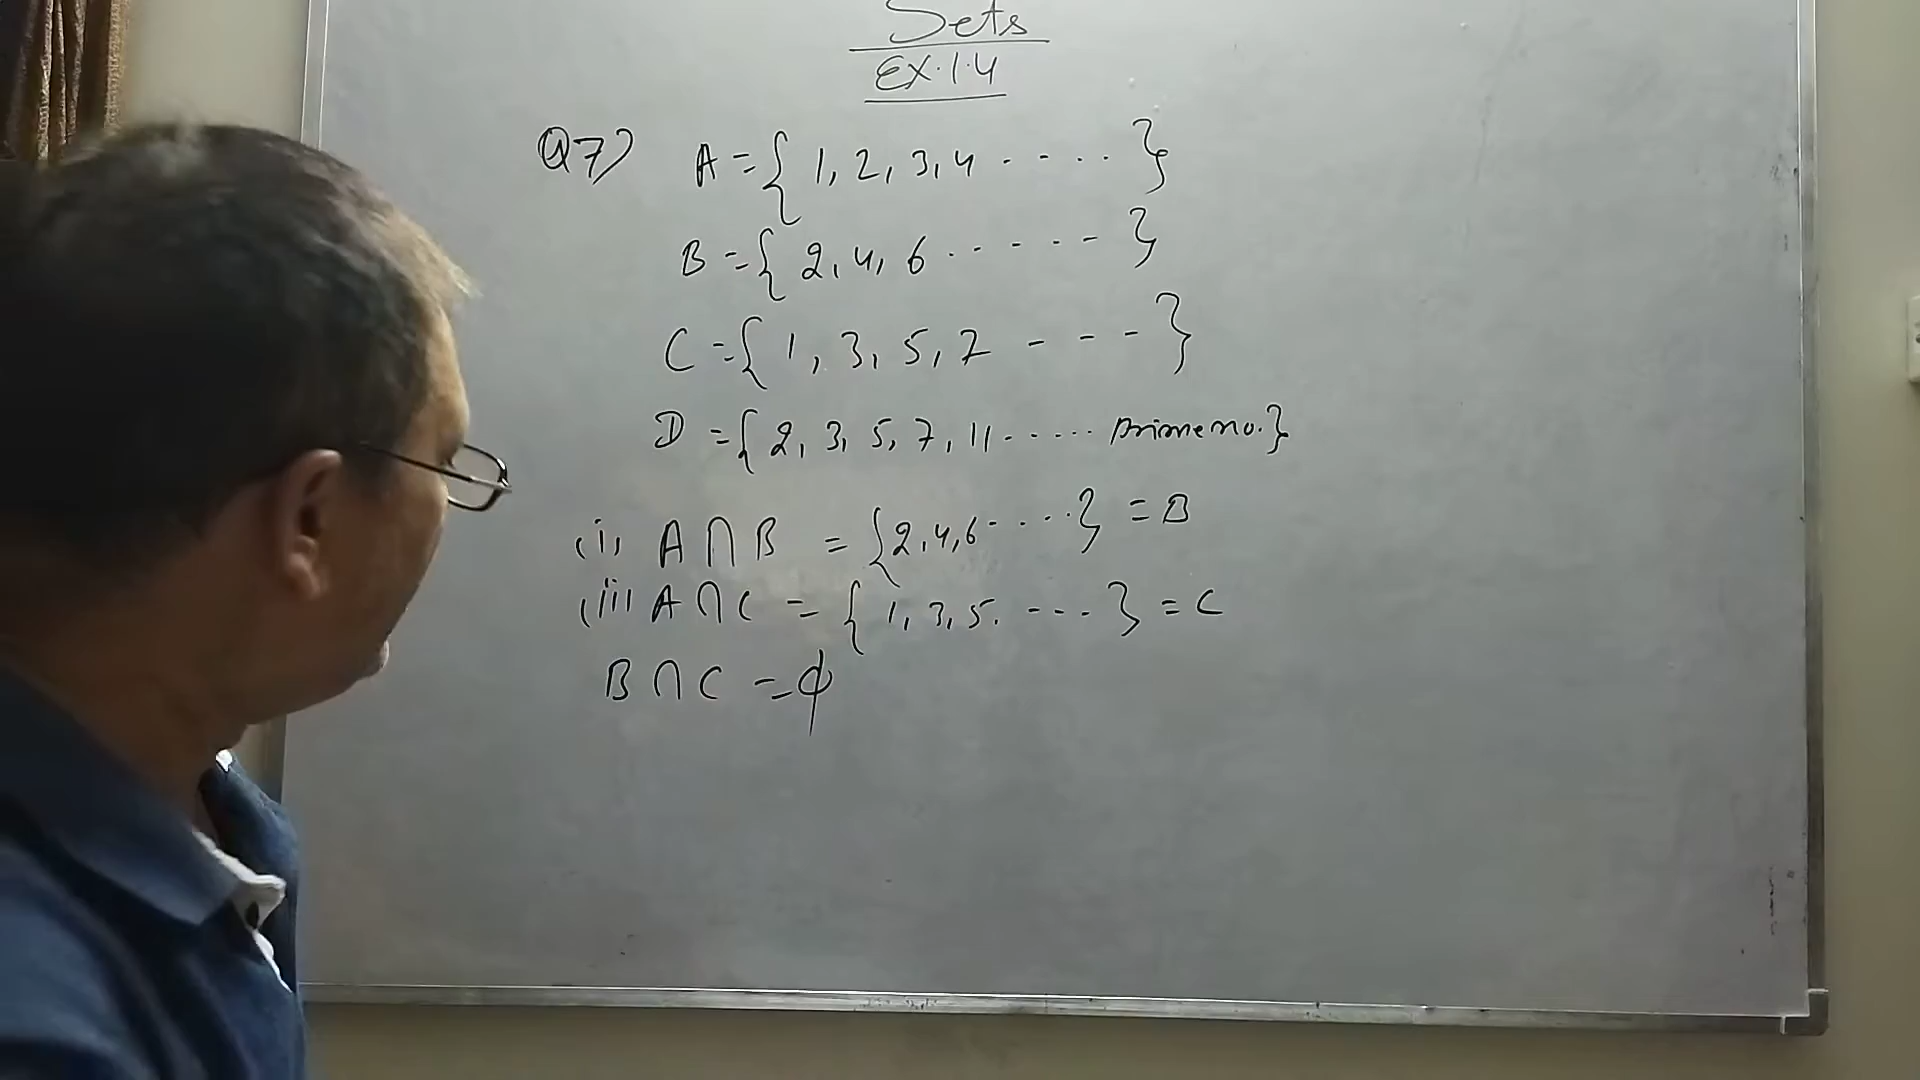 Sets
EX.1.4
Q7) A = { 1, 2, 3, 4 ..... }
B = { 2, 4, 6 ...... }
C = { 1, 3, 5, 7 - - - }
D = { 2, 3, 5, 7, 11 ..... Prime no. }
(i) A ∩ B = { 2, 4, 6 ..... } = B
(ii) A ∩ C = { 1, 3, 5. .... } = C
B ∩ C = ϕ